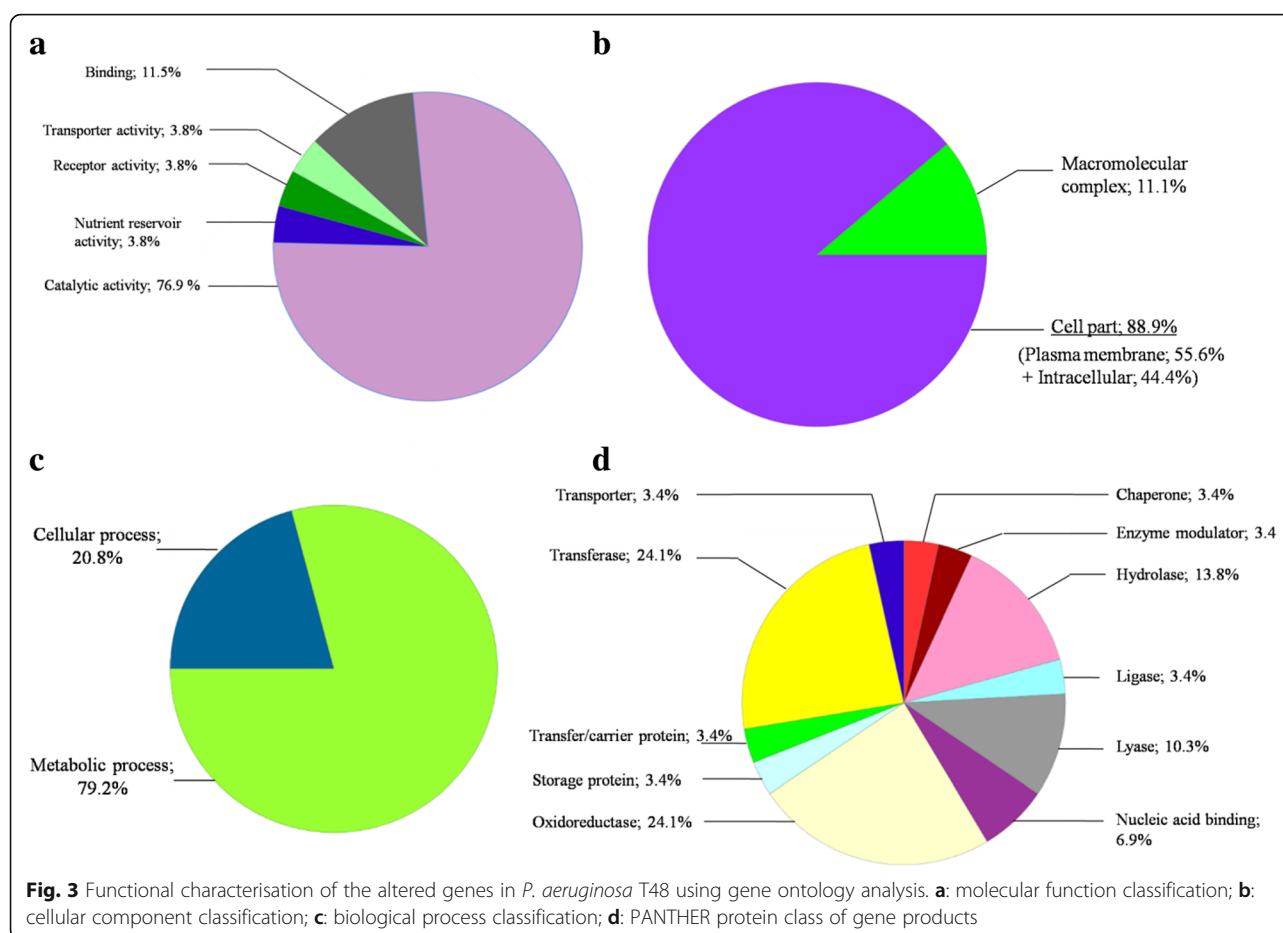 a
Binding; 11.5%
Transporter activity; 3.8%
Receptor activity; 3.8%
Nutrient reservoir
activity; 3.8%
Catalytic activity; 76.9 %
b
Macromolecular
complex; 11.1%
Cell part; 88.9%
(Plasma membrane; 55.6%
+ Intracellular; 44.4%)
c
Cellular process;
20.8%
Metabolic process;
79.2%
d
Transporter; 3.4%
Transferase; 24.1%
Transfer/carrier protein; 3.4%
Storage protein; 3.4%
Oxidoreductase; 24.1%
Chaperone; 3.4%
Enzyme modulator; 3.4
Hydrolase; 13.8%
Ligase; 3.4%
Lyase; 10.3%
Nucleic acid binding;
6.9%
Fig. 3 Functional characterisation of the altered genes in P. aeruginosa T48 using gene ontology analysis. a: molecular function classification; b:
cellular component classification; c: biological process classification; d: PANTHER protein class of gene products